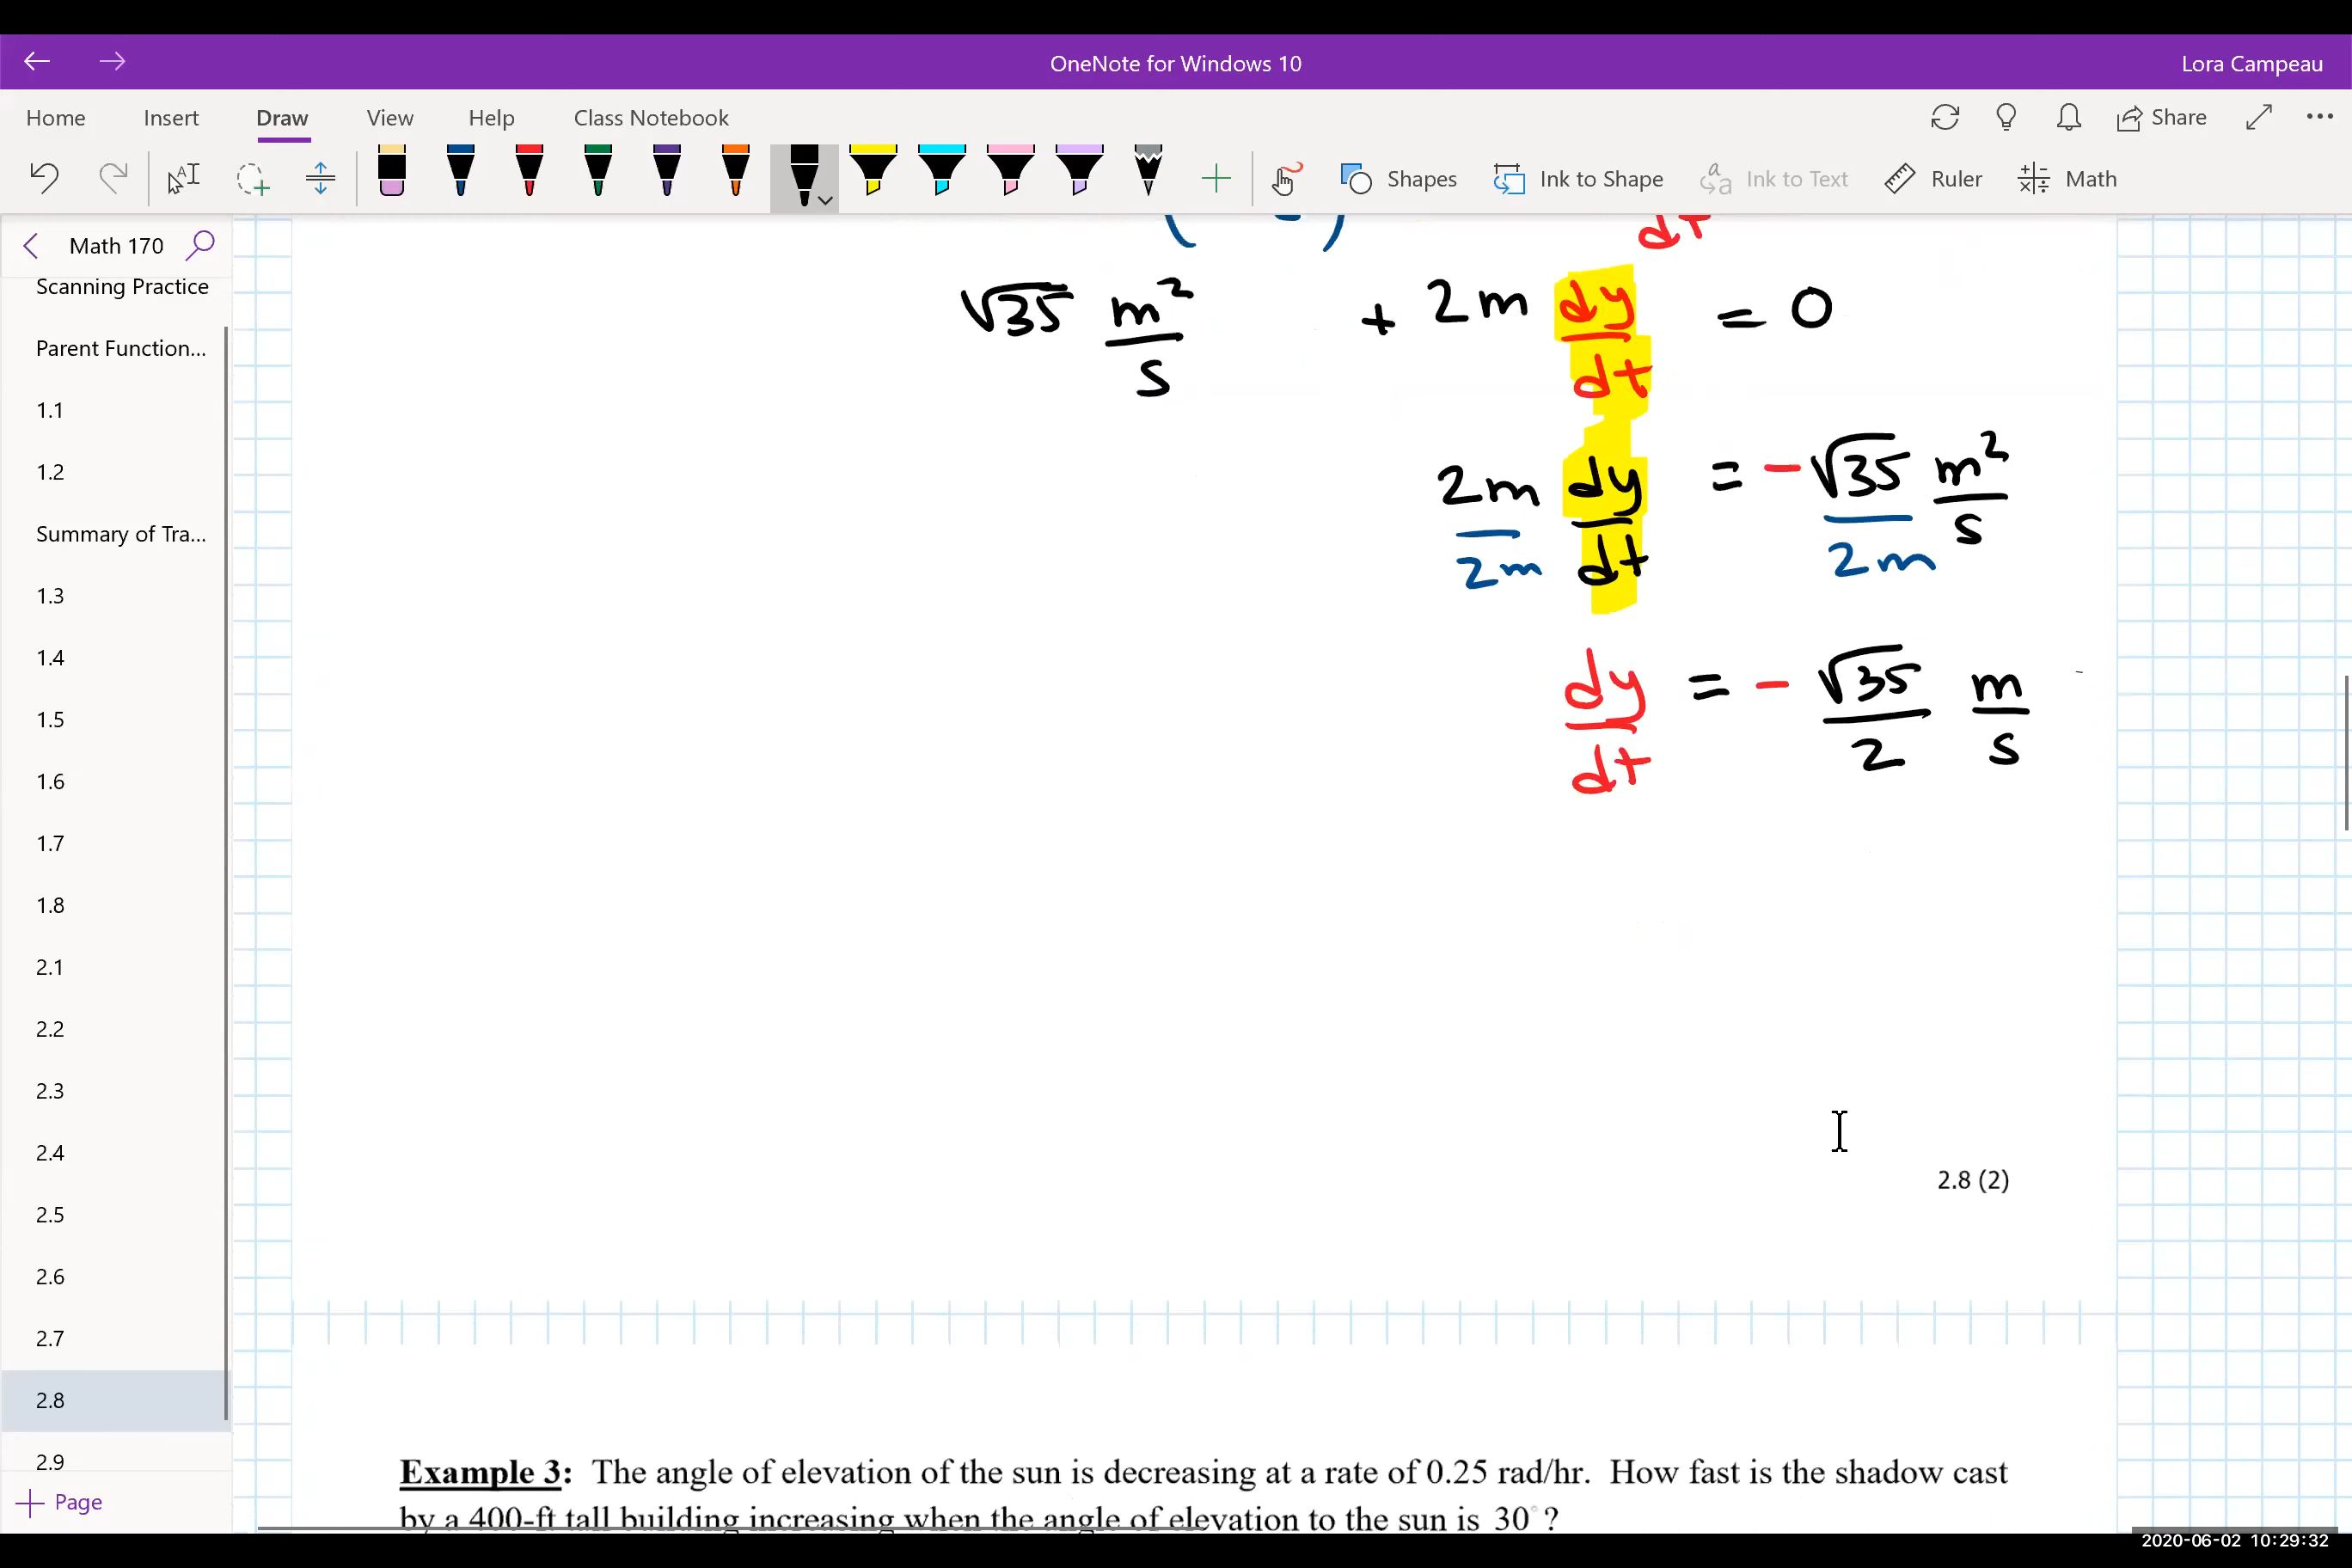 OneNote for Windows 10
Lora Campeau
Home Insert Draw View Help Class Notebook
Share
Shapes Ink to Shape Ink to Text Ruler Math
Math 170
Scanning Practice
Parent Function...
1.1
1.2
Summary of Tra...
1.3
1.4
1.5
1.6
1.7
1.8
2.1
2.2
2.3
2.4
2.5
2.6
2.7
2.8
2.9
Page
dt
√35 m²/s + 2m dy/dt = 0
2m/2m dy/dt = -√35/2m m²/s
dy/dt = - √35/2 m/s
2.8 (2)
Example 3: The angle of elevation of the sun is decreasing at a rate of 0.25 rad/hr. How fast is the shadow cast
by a 400-ft tall building increasing when the angle of elevation to the sun is 30°?
2020-06-02 10:29:32